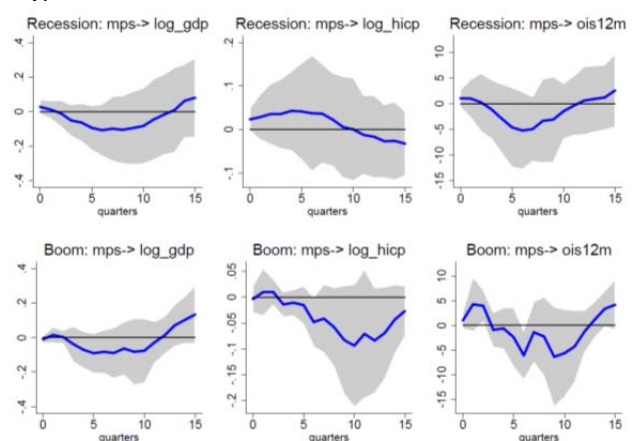 Recession: mps-> log_gdp
Recession: mps-> log_hicp
Recession: mps-> ois12m
.4
.2
0
-.2
-.4
0 5 10 15
quarters
.2
.1
0
-.1
0 5 10 15
quarters
10
5
0
-5
-10
-15
0 5 10 15
quarters
Boom: mps-> log_gdp
Boom: mps-> log_hicp
Boom: mps-> ois12m
.4
.2
0
-.2
-.4
0 5 10 15
quarters
.05
0
-.05
-.1
-.15
-.2
0 5 10 15
quarters
10
5
0
-5
-10
-15
0 5 10 15
quarters